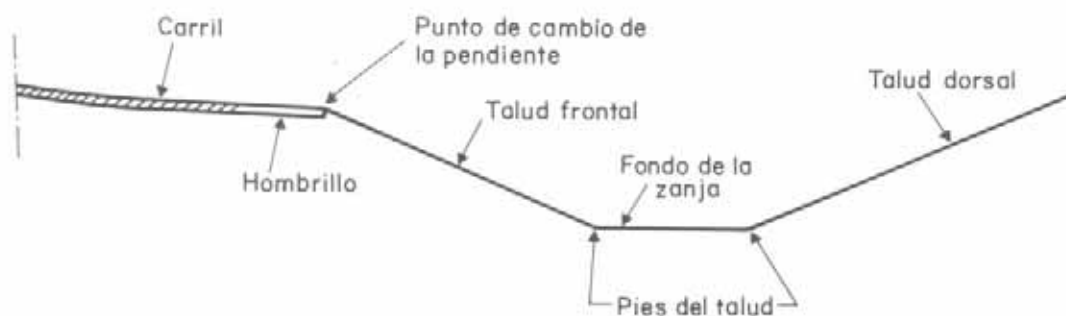 Carril
Punto de cambio de
la pendiente
Talud dorsal
Talud frontal
Fondo de la
zanja
Hombrillo
Pies del talud